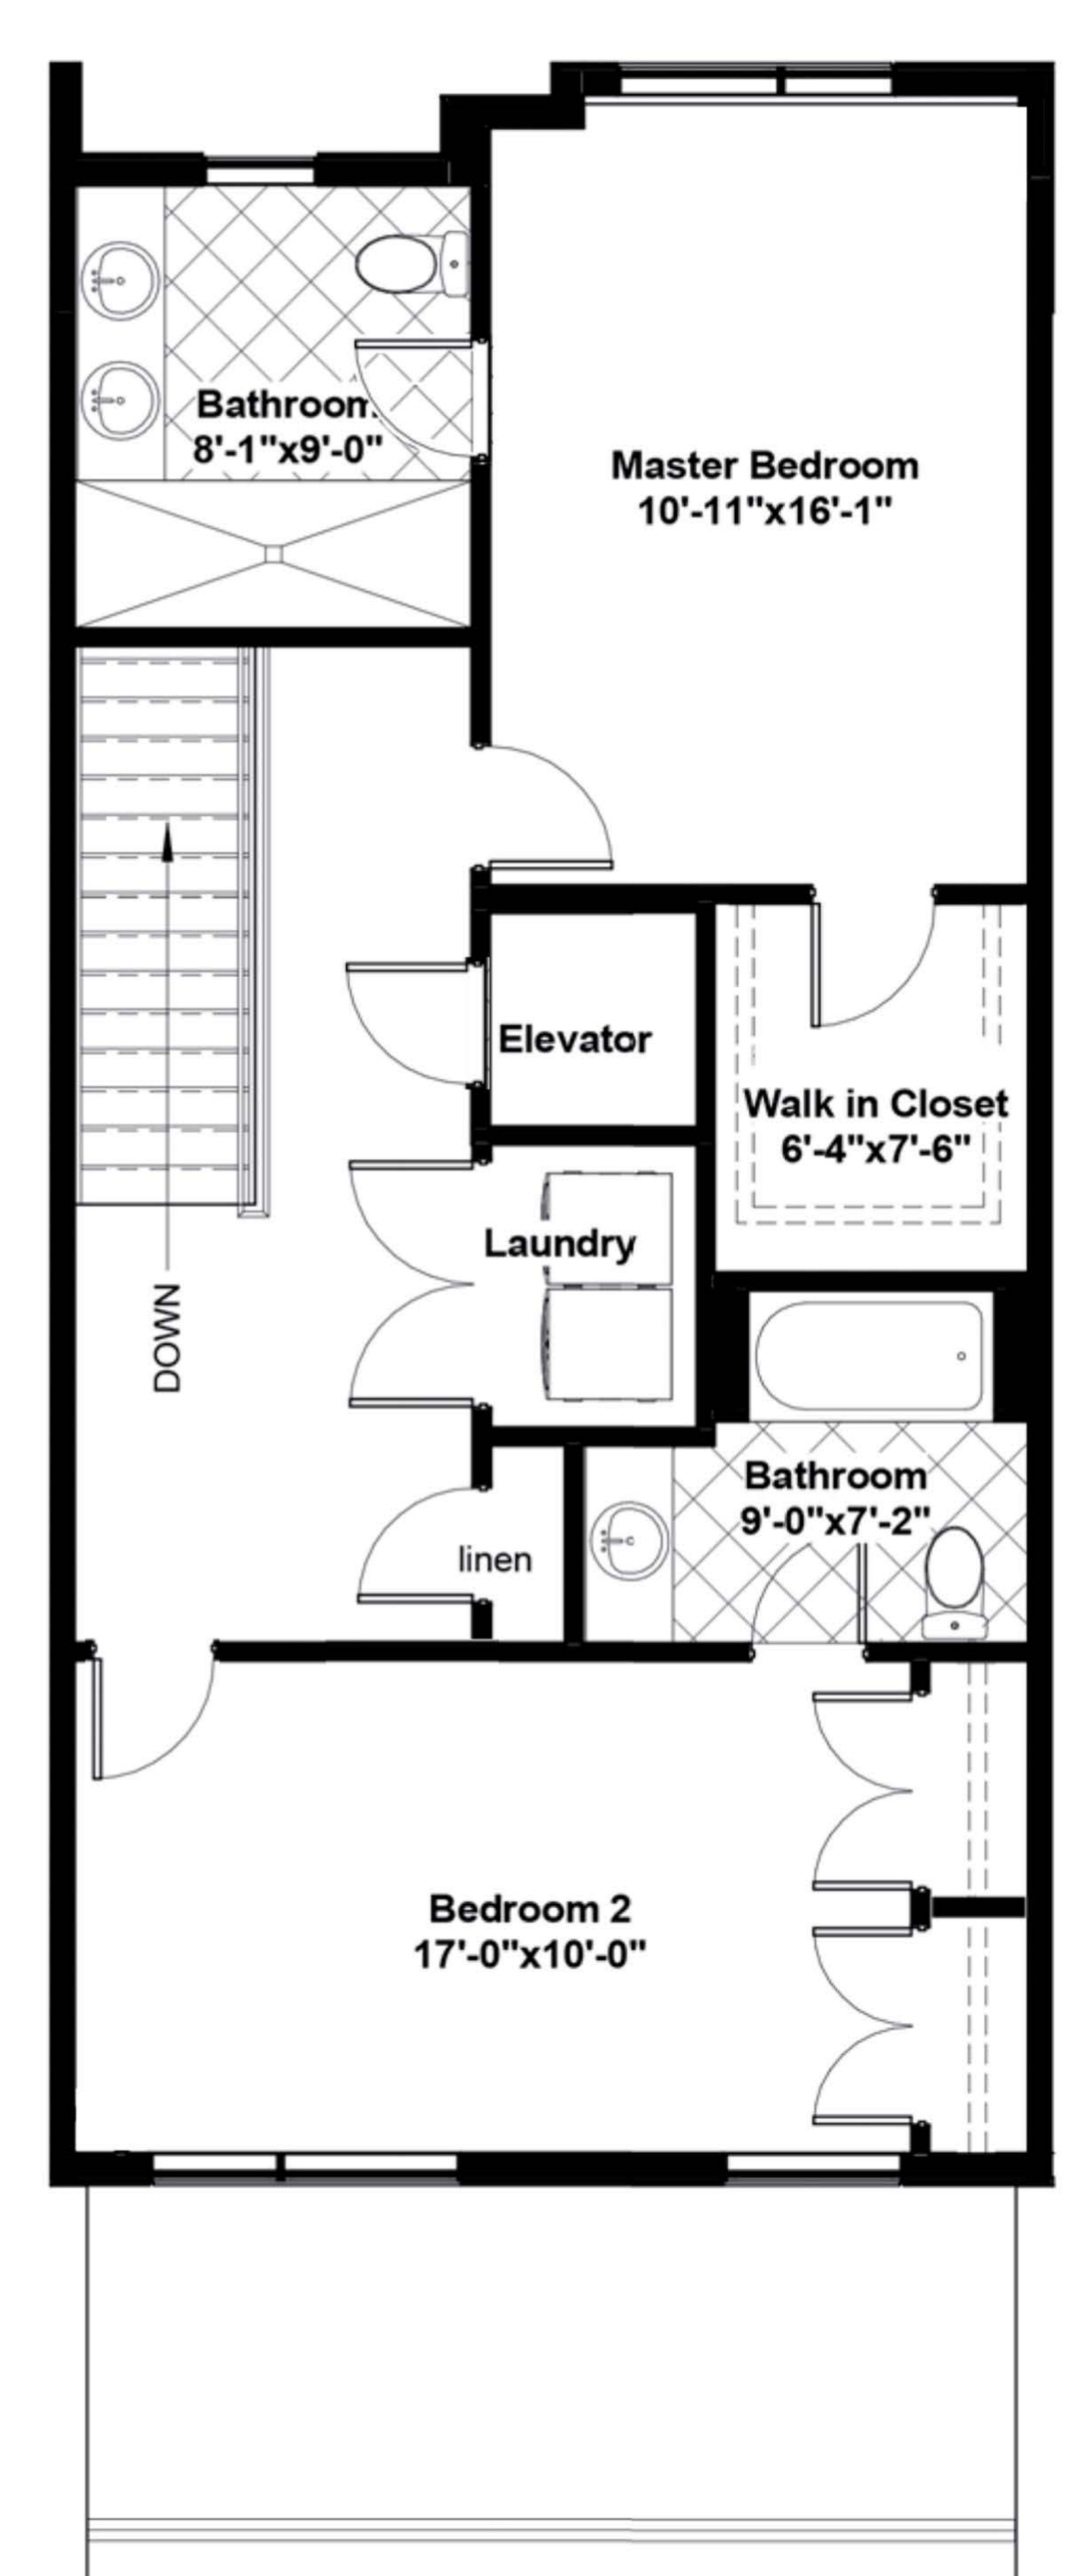 Bathroom
8'-1"x9'-0"
Master Bedroom
10'-11"x16'-1"
Elevator
Walk in Closet
6'-4"x7'-6"
Laundry
DOWN
Bathroom
9'-0"x7'-2"
linen
Bedroom 2
17'-0"x10'-0"